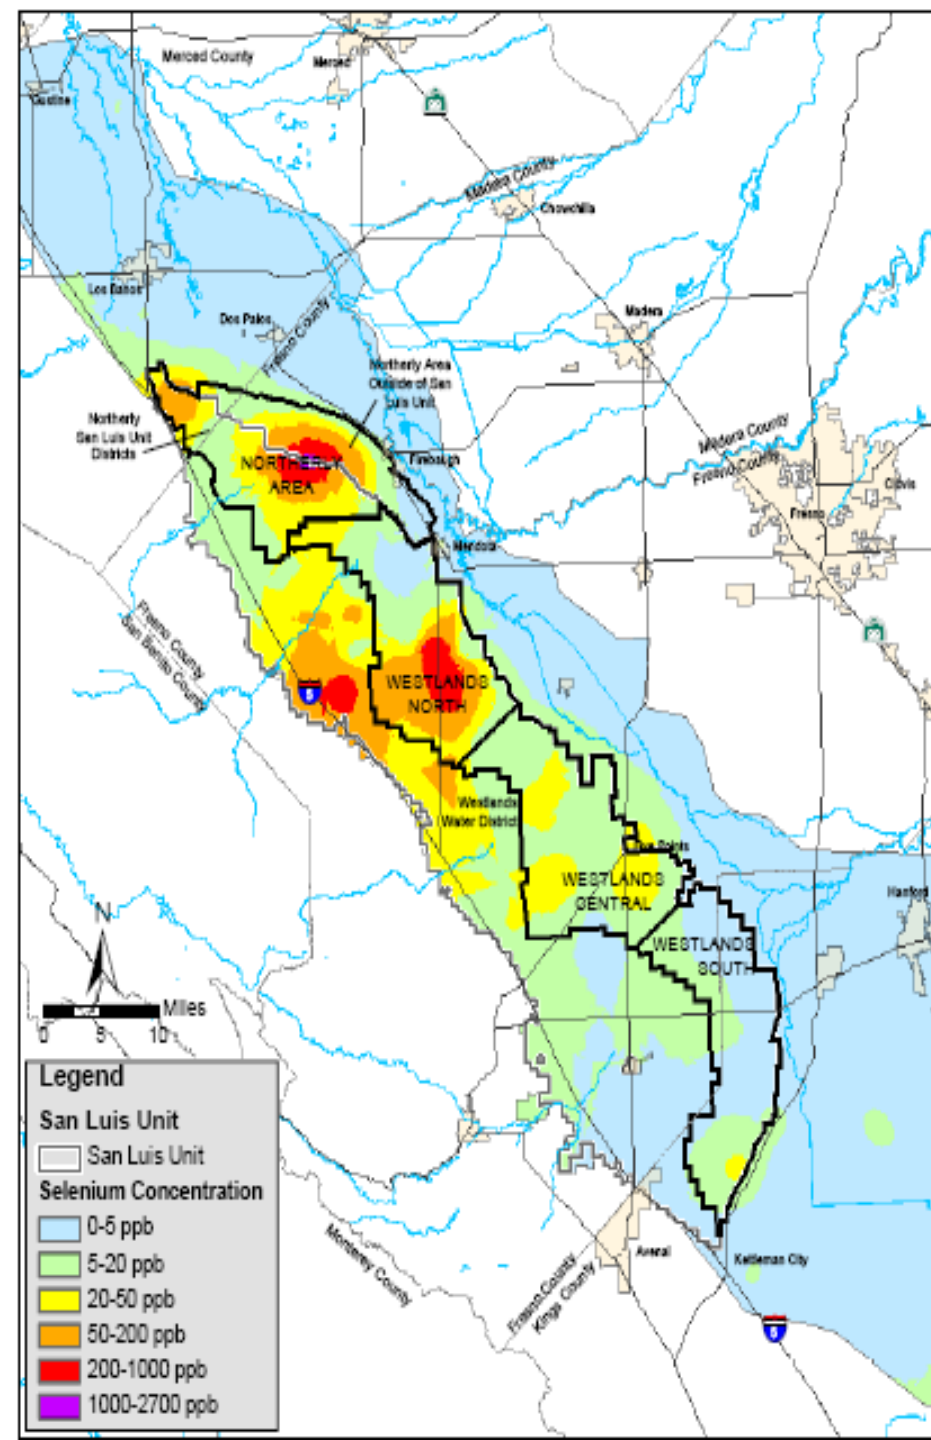 Merced County
Merced
Gustine
Madera County
Chowchilla
Los Banos
Dos Palos
Fresno County
Madera
Northerly Area
Outside of San
Luis Unit
Northerly
San Luis Unit
Districts
Firebaugh
NORTHERLY
AREA
Madera County
Fresno County
Clovis
Fresno
Mendota
Fresno County
San Benito County
5
WESTLANDS
NORTH
Westlands
Water District
Points
WESTLANDS
CENTRAL
Hanford
WESTLANDS
SOUTH
N
Miles
0 5 10
Legend
San Luis Unit
San Luis Unit
Selenium Concentration
0-5 ppb
5-20 ppb
20-50 ppb
50-200 ppb
200-1000 ppb
1000-2700 ppb
Monterey County
Fresno County
Kings County
Avenal
Kettleman City
5